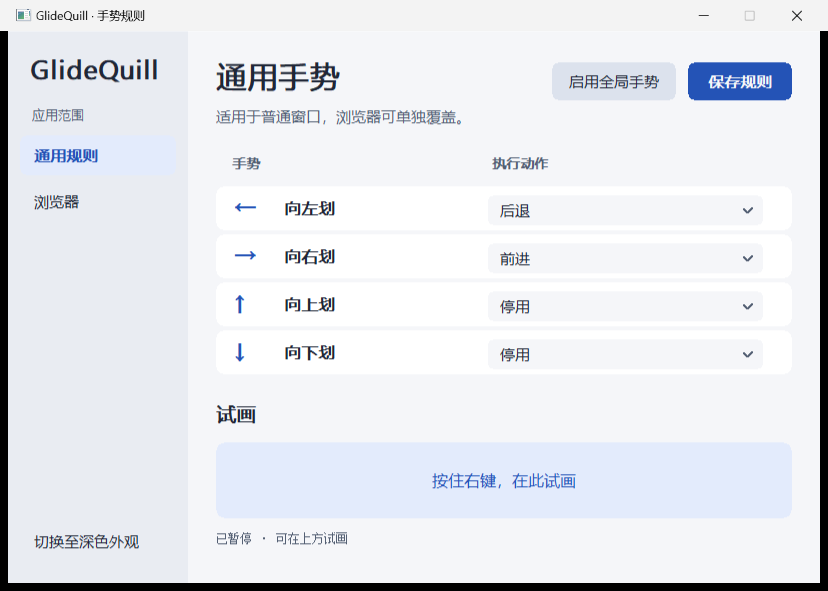 GlideQuill · 手势规则
GlideQuill
应用范围
通用规则
浏览器
切换至深色外观
通用手势
启用全局手势
保存规则
适用于普通窗口，浏览器可单独覆盖。
手势 执行动作
← 向左划 后退
→ 向右划 前进
↑ 向上划 停用
↓ 向下划 停用
试画
按住右键，在此试画
已暂停 · 可在上方试画